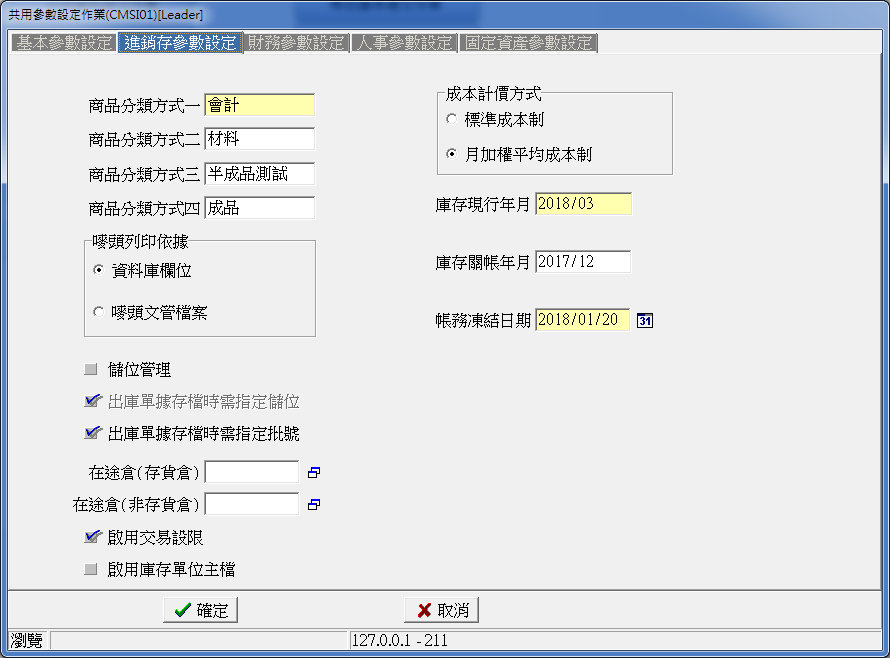 共用參數設定作業(CMSI01)[Leader]
基本參數設定 進銷存參數設定 財務參數設定 人事參數設定 固定資產參數設定
商品分類方式一 會計
商品分類方式二 材料
商品分類方式三 半成品測試
商品分類方式四 成品
嘜頭列印依據
資料庫欄位
嘜頭文管檔案
儲位管理
出庫單據存檔時需指定儲位
出庫單據存檔時需指定批號
在途倉(存貨倉)
在途倉(非存貨倉)
啟用交易設限
啟用庫存單位主檔
成本計價方式
標準成本制
月加權平均成本制
庫存現行年月 2018/03
庫存關帳年月 2017/12
帳務凍結日期 2018/01/20 31
確定 取消
瀏覽 127.0.0.1 - 211